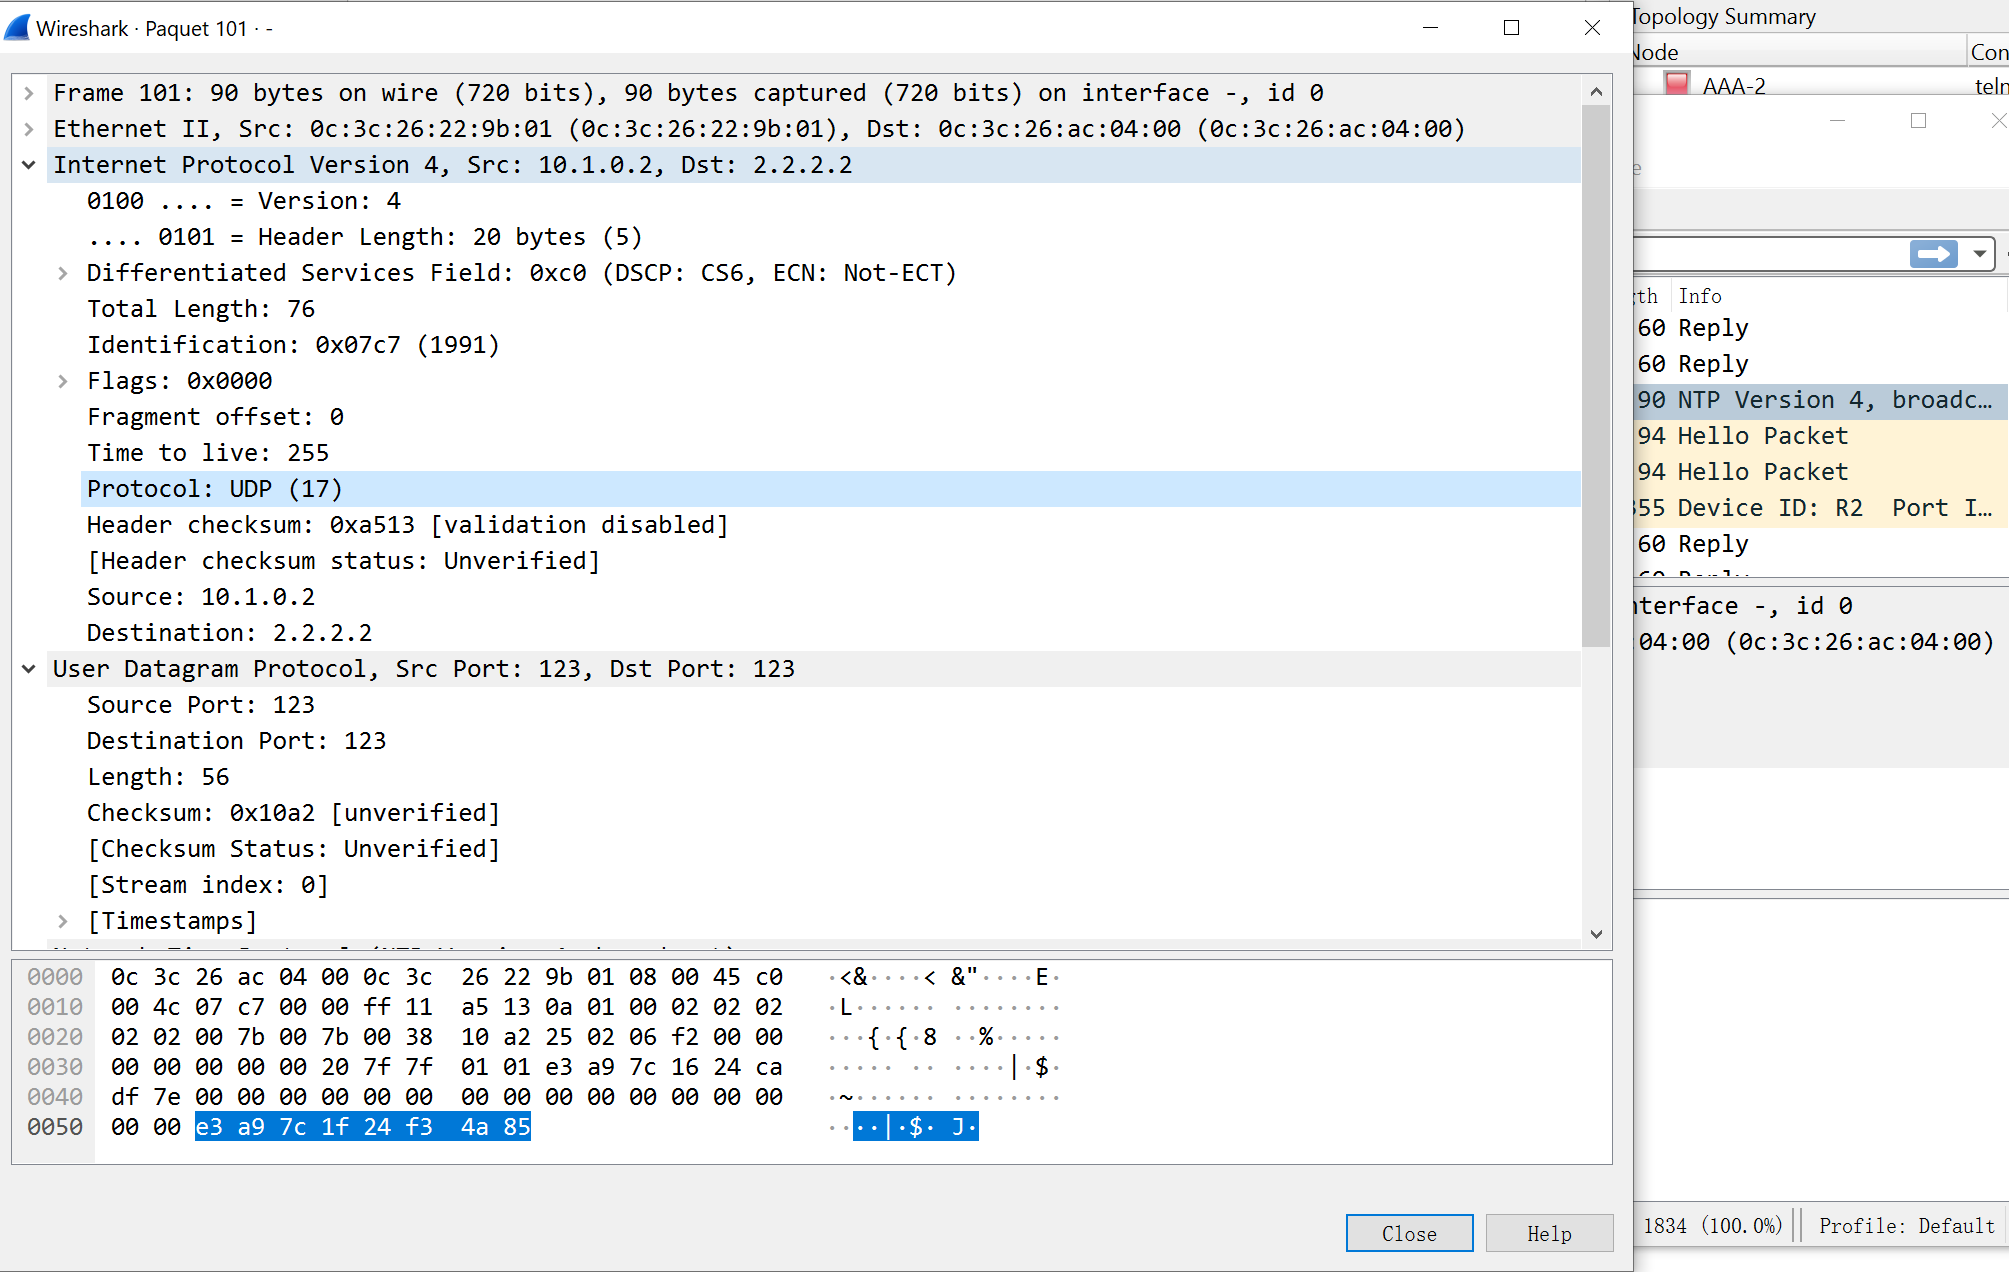 Wireshark · Paquet 101 · -
Frame 101: 90 bytes on wire (720 bits), 90 bytes captured (720 bits) on interface -, id 0
Ethernet II, Src: 0c:3c:26:22:9b:01 (0c:3c:26:22:9b:01), Dst: 0c:3c:26:ac:04:00 (0c:3c:26:ac:04:00)
Internet Protocol Version 4, Src: 10.1.0.2, Dst: 2.2.2.2
0100 .... = Version: 4
.... 0101 = Header Length: 20 bytes (5)
Differentiated Services Field: 0xc0 (DSCP: CS6, ECN: Not-ECT)
Total Length: 76
Identification: 0x07c7 (1991)
Flags: 0x0000
Fragment offset: 0
Time to live: 255
Protocol: UDP (17)
Header checksum: 0xa513 [validation disabled]
[Header checksum status: Unverified]
Source: 10.1.0.2
Destination: 2.2.2.2
User Datagram Protocol, Src Port: 123, Dst Port: 123
Source Port: 123
Destination Port: 123
Length: 56
Checksum: 0x10a2 [unverified]
[Checksum Status: Unverified]
[Stream index: 0]
[Timestamps]
0000 0c 3c 26 ac 04 00 0c 3c 26 22 9b 01 08 00 45 c0 ·<&····< &"····E·
0010 00 4c 07 c7 00 00 ff 11 a5 13 0a 01 00 02 02 02 ·L······ ········
0020 02 02 00 7b 00 7b 00 38 10 a2 25 02 06 f2 00 00 ···{·{·8 ··%·····
0030 00 00 00 00 00 20 7f 7f 01 01 e3 a9 7c 16 24 ca ····· ·· ····|·$·
0040 df 7e 00 00 00 00 00 00 00 00 00 00 00 00 00 00 ·~······ ········
0050 00 00 e3 a9 7c 1f 24 f3 4a 85 ····|·$· J·
Close
Help
Topology Summary
Node
Con
AAA-2
teln
e
th Info
60 Reply
60 Reply
90 NTP Version 4, broadc…
94 Hello Packet
94 Hello Packet
355 Device ID: R2 Port I…
60 Reply
nterface -, id 0
:04:00 (0c:3c:26:ac:04:00)
1834 (100.0%)
Profile: Default